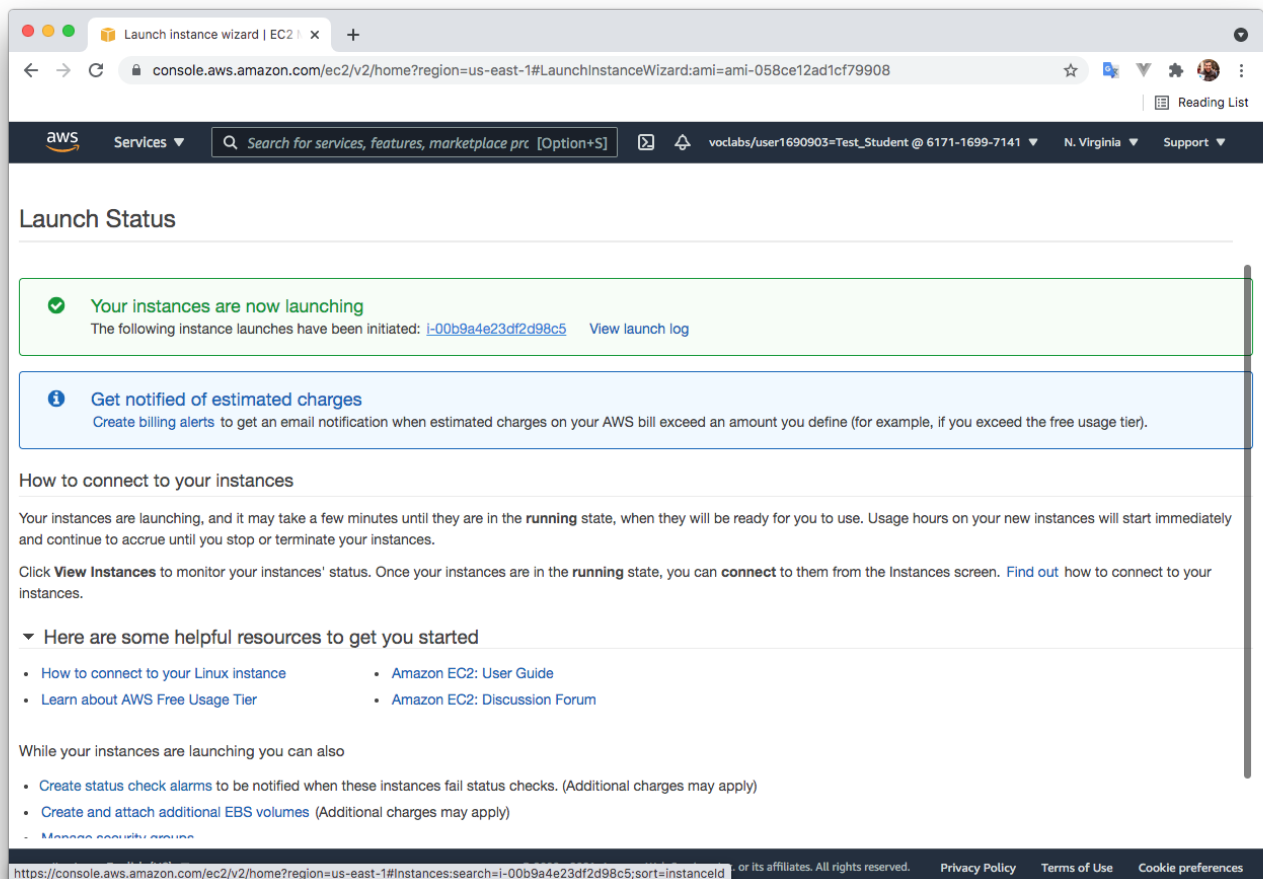 Launch instance wizard | EC2
console.aws.amazon.com/ec2/v2/home?region=us-east-1#LaunchInstanceWizard:ami=ami-058ce12ad1cf79908
Reading List
aws Services Search for services, features, marketplace prc [Option+S] voclabs/user1690903=Test_Student @ 6171-1699-7141 N. Virginia Support
Launch Status
Your instances are now launching
The following instance launches have been initiated: i-00b9a4e23df2d98c5 View launch log
Get notified of estimated charges
Create billing alerts to get an email notification when estimated charges on your AWS bill exceed an amount you define (for example, if you exceed the free usage tier).
How to connect to your instances
Your instances are launching, and it may take a few minutes until they are in the running state, when they will be ready for you to use. Usage hours on your new instances will start immediately
and continue to accrue until you stop or terminate your instances.
Click View Instances to monitor your instances' status. Once your instances are in the running state, you can connect to them from the Instances screen. Find out how to connect to your
instances.
Here are some helpful resources to get you started
• How to connect to your Linux instance • Amazon EC2: User Guide
• Learn about AWS Free Usage Tier • Amazon EC2: Discussion Forum
While your instances are launching you can also
• Create status check alarms to be notified when these instances fail status checks. (Additional charges may apply)
• Create and attach additional EBS volumes (Additional charges may apply)
• Manage security groups
https://console.aws.amazon.com/ec2/v2/home?region=us-east-1#Instances:search=i-00b9a4e23df2d98c5;sort=instanceId or its affiliates. All rights reserved. Privacy Policy Terms of Use Cookie preferences